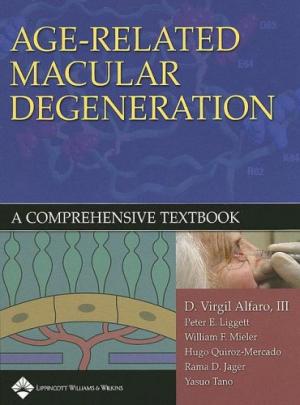 AGE-RELATED
MACULAR
DEGENERATION
A COMPREHENSIVE TEXTBOOK
D. Virgil Alfaro, III
Peter E. Liggett
William F. Mieler
Hugo Quiroz-Mercado
Rama D. Jager
Yasuo Tano
LIPPINCOTT WILLIAMS & WILKINS